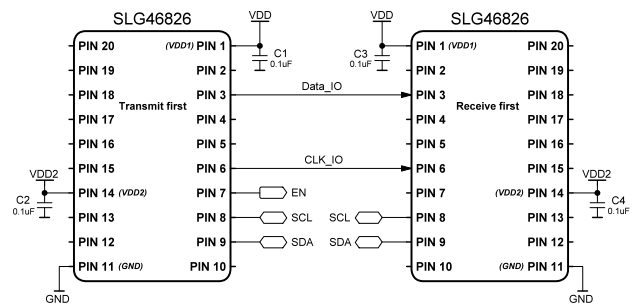 SLG46826 VDD VDD SLG46826
PIN 20 (VDD1) PIN 1 C1 0.1uF C3 0.1uF PIN 1 (VDD1) PIN 20
PIN 19 PIN 2 PIN 2 PIN 19
PIN 18 PIN 3 Data_IO PIN 3 PIN 18
Transmit first Receive first
PIN 17 PIN 4 PIN 4 PIN 17
PIN 16 PIN 5 PIN 5 PIN 16
PIN 15 PIN 6 CLK_IO PIN 6 PIN 15
VDD2 PIN 14 (VDD2) PIN 7 EN PIN 7 (VDD2) PIN 14 VDD2
C2 0.1uF PIN 13 PIN 8 SCL SCL PIN 8 PIN 13 C4 0.1uF
PIN 12 PIN 9 SDA SDA PIN 9 PIN 12
PIN 11 (GND) PIN 10 PIN 10 (GND) PIN 11
GND GND